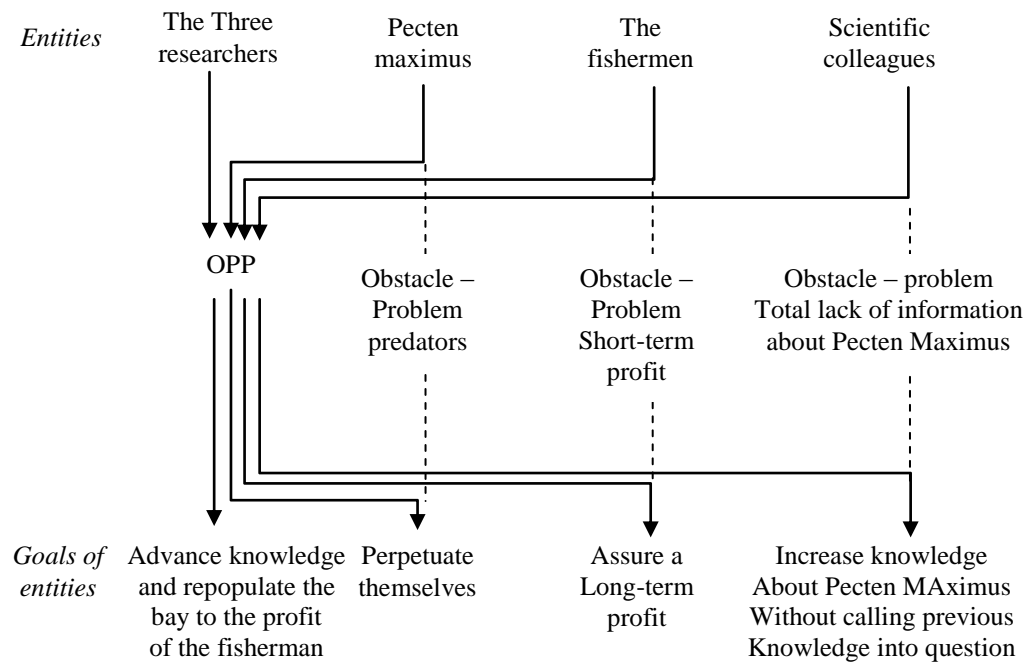 Entities
The Three
researchers
Pecten
maximus
The
fishermen
Scientific
colleagues
OPP
Obstacle –
Problem
predators
Obstacle –
Problem
Short-term
profit
Obstacle – problem
Total lack of information
about Pecten Maximus
Goals of
entities
Advance knowledge
and repopulate the
bay to the profit
of the fisherman
Perpetuate
themselves
Assure a
Long-term
profit
Increase knowledge
About Pecten MAximus
Without calling previous
Knowledge into question